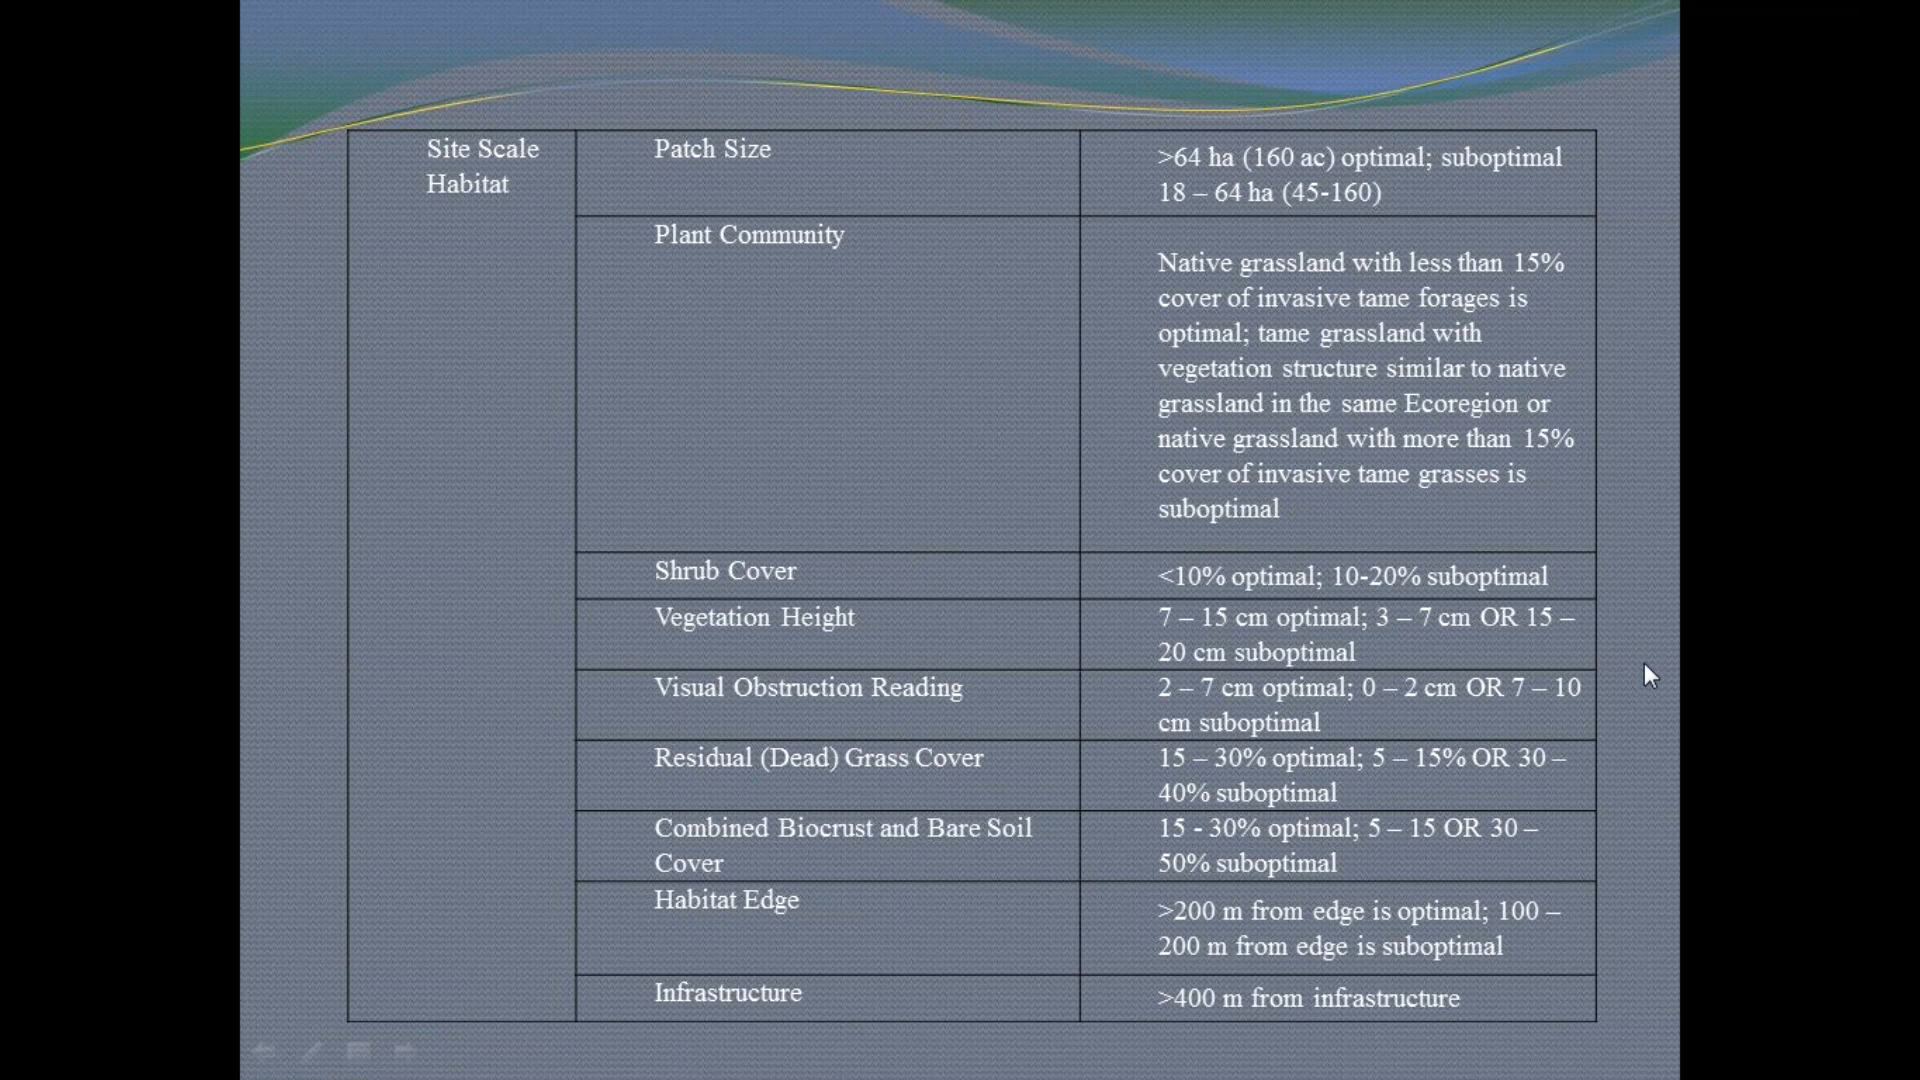 Site Scale
Habitat
Patch Size
>64 ha (160 ac) optimal; suboptimal
18 – 64 ha (45-160)
Plant Community
Native grassland with less than 15%
cover of invasive tame forages is
optimal; tame grassland with
vegetation structure similar to native
grassland in the same Ecoregion or
native grassland with more than 15%
cover of invasive tame grasses is
suboptimal
Shrub Cover
<10% optimal; 10-20% suboptimal
Vegetation Height
7 – 15 cm optimal; 3 – 7 cm OR 15 –
20 cm suboptimal
Visual Obstruction Reading
2 – 7 cm optimal; 0 – 2 cm OR 7 – 10
cm suboptimal
Residual (Dead) Grass Cover
15 – 30% optimal; 5 – 15% OR 30 –
40% suboptimal
Combined Biocrust and Bare Soil
Cover
15 - 30% optimal; 5 – 15 OR 30 –
50% suboptimal
Habitat Edge
>200 m from edge is optimal; 100 –
200 m from edge is suboptimal
Infrastructure
>400 m from infrastructure